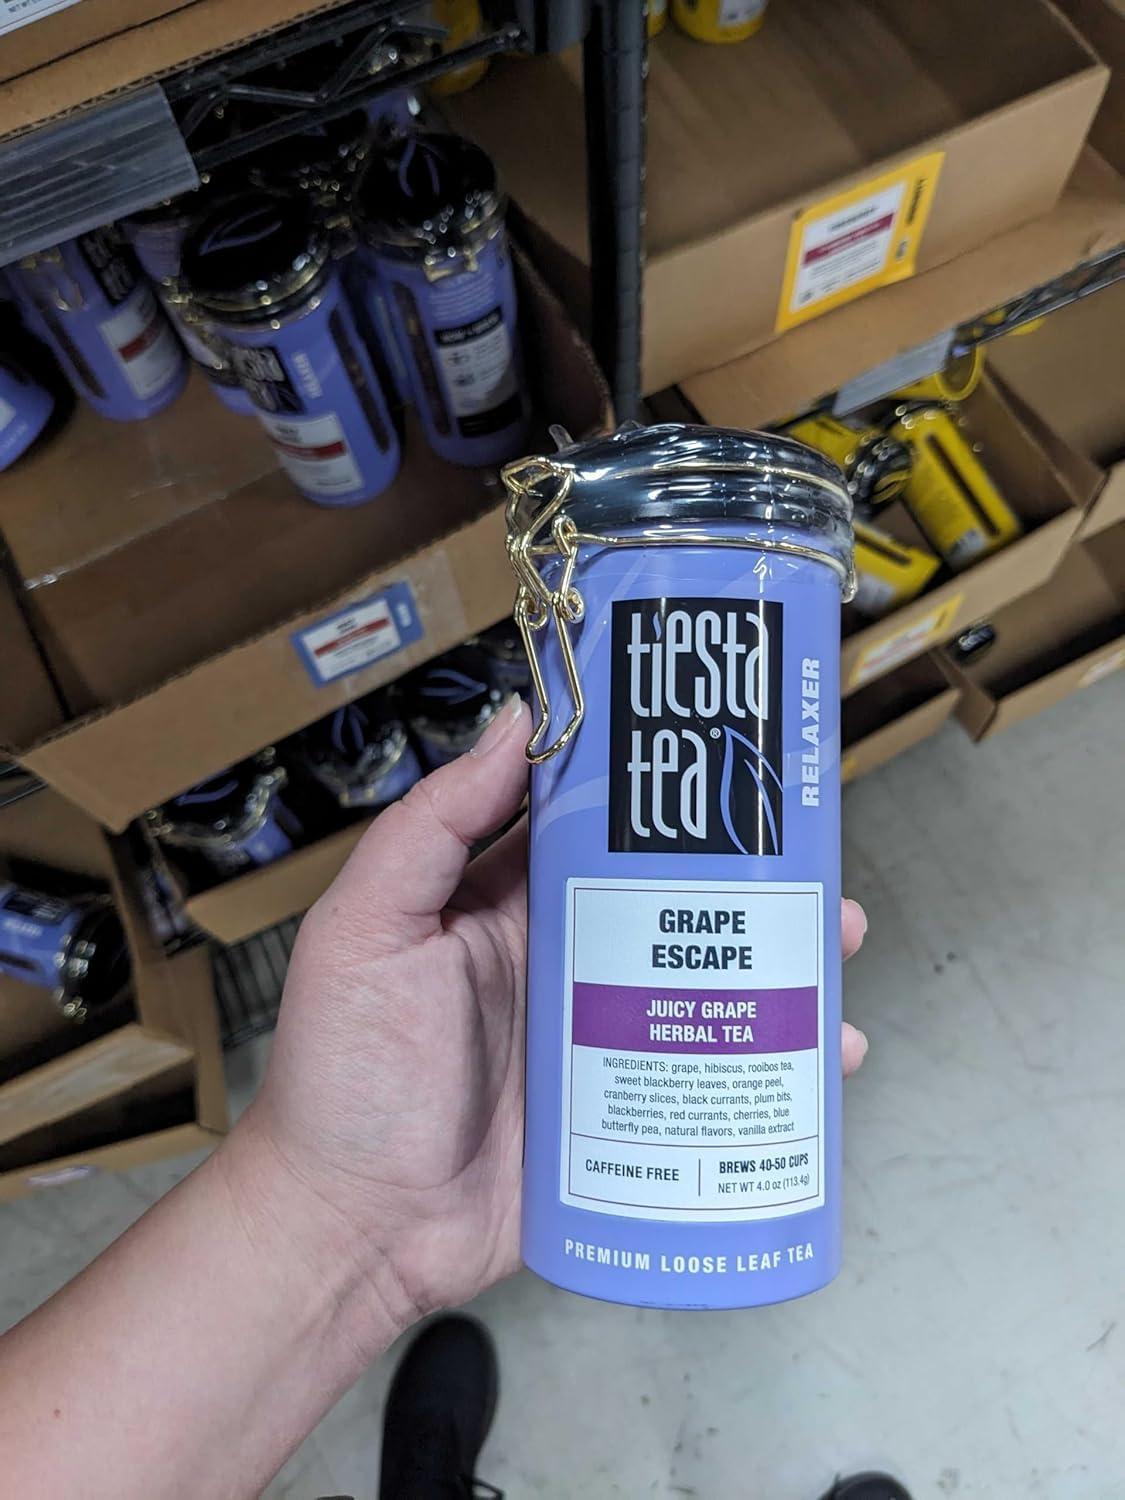 tiesta
tea®
RELAXER
GRAPE
ESCAPE
JUICY GRAPE
HERBAL TEA
INGREDIENTS: grape, hibiscus, rooibos tea,
sweet blackberry leaves, orange peel,
cranberry slices, black currants, plum bits,
blackberries, red currants, cherries, blue
butterfly pea, natural flavors, vanilla extract
CAFFEINE FREE
BREWS 40-50 CUPS
NET WT 4.0 oz (113.4g)
PREMIUM LOOSE LEAF TEA